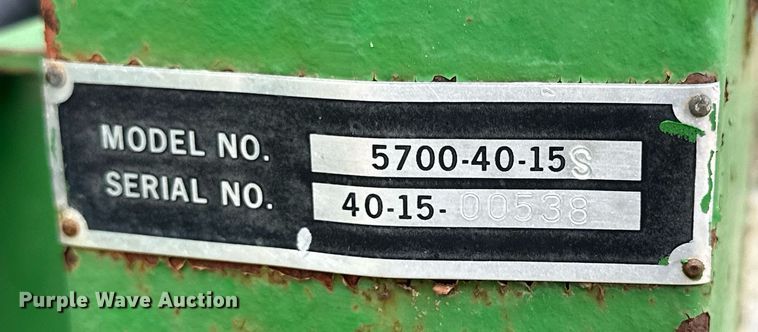 MODEL NO. 5700-40-15S
SERIAL NO. 40-15-00538
Purple Wave Auction